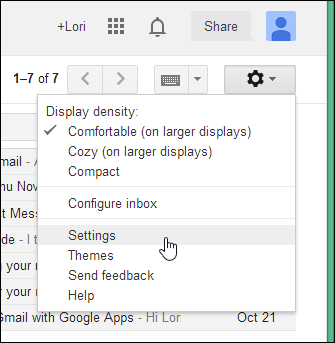 +Lori
Share
1–7 of 7
Display density:
Comfortable (on larger displays)
Cozy (on larger displays)
Compact
Configure inbox
Settings
Themes
Send feedback
Help
mail - A
nu Nov
t Mess
de - I t
your n
r your n
Gmail with Google Apps - Hi Lor
Oct 21